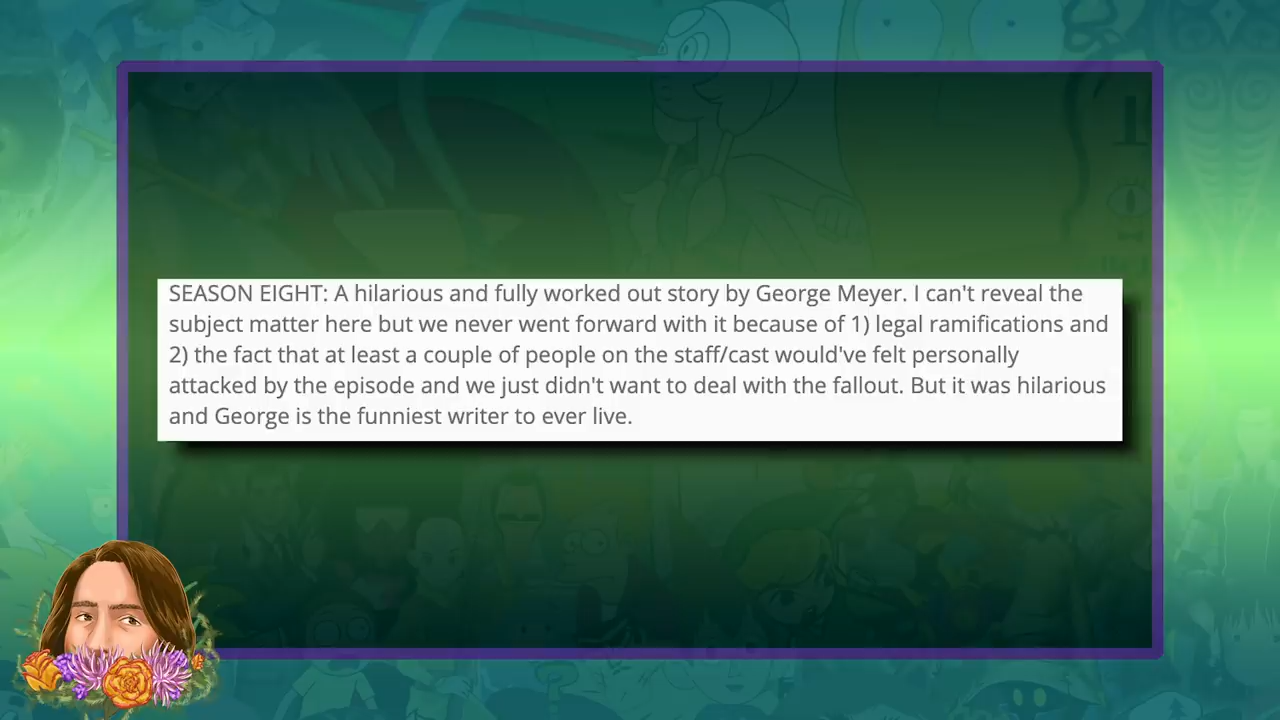 SEASON EIGHT: A hilarious and fully worked out story by George Meyer. I can't reveal the
subject matter here but we never went forward with it because of 1) legal ramifications and
2) the fact that at least a couple of people on the staff/cast would've felt personally
attacked by the episode and we just didn't want to deal with the fallout. But it was hilarious
and George is the funniest writer to ever live.